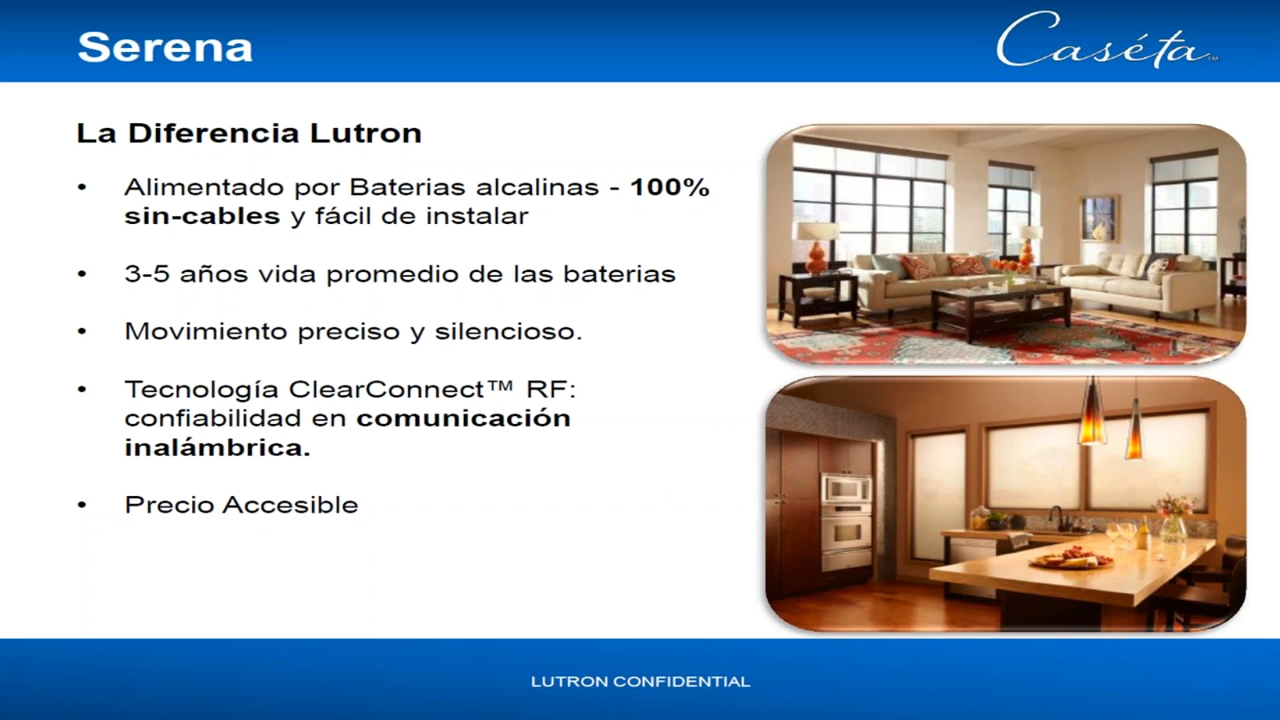 Serena
Caséta™
La Diferencia Lutron
• Alimentado por Baterias alcalinas - 100%
sin-cables y fácil de instalar
• 3-5 años vida promedio de las baterias
• Movimiento preciso y silencioso.
• Tecnología ClearConnect™ RF:
confiabilidad en comunicación
inalámbrica.
• Precio Accesible
LUTRON CONFIDENTIAL